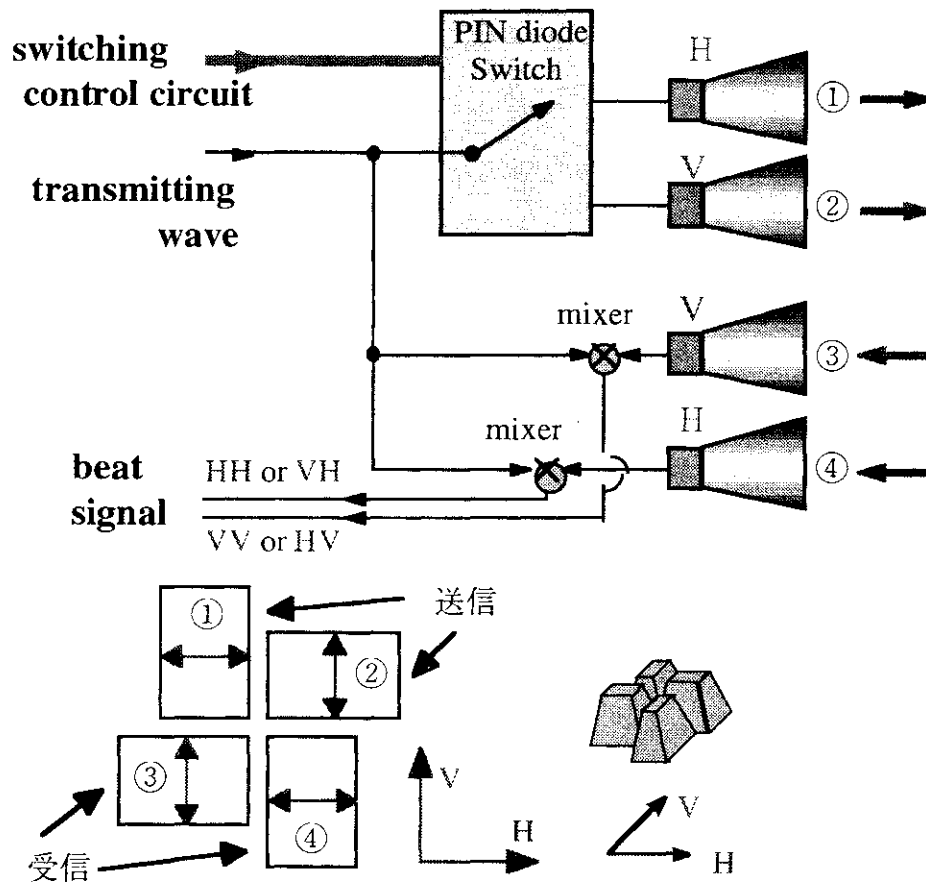 switching
control circuit
PIN diode
Switch
H
①
transmitting
wave
V
②
mixer
V
③
mixer
H
④
beat
signal
HH or VH
VV or HV
①
送信
②
③
④
受信
V
H
V
H